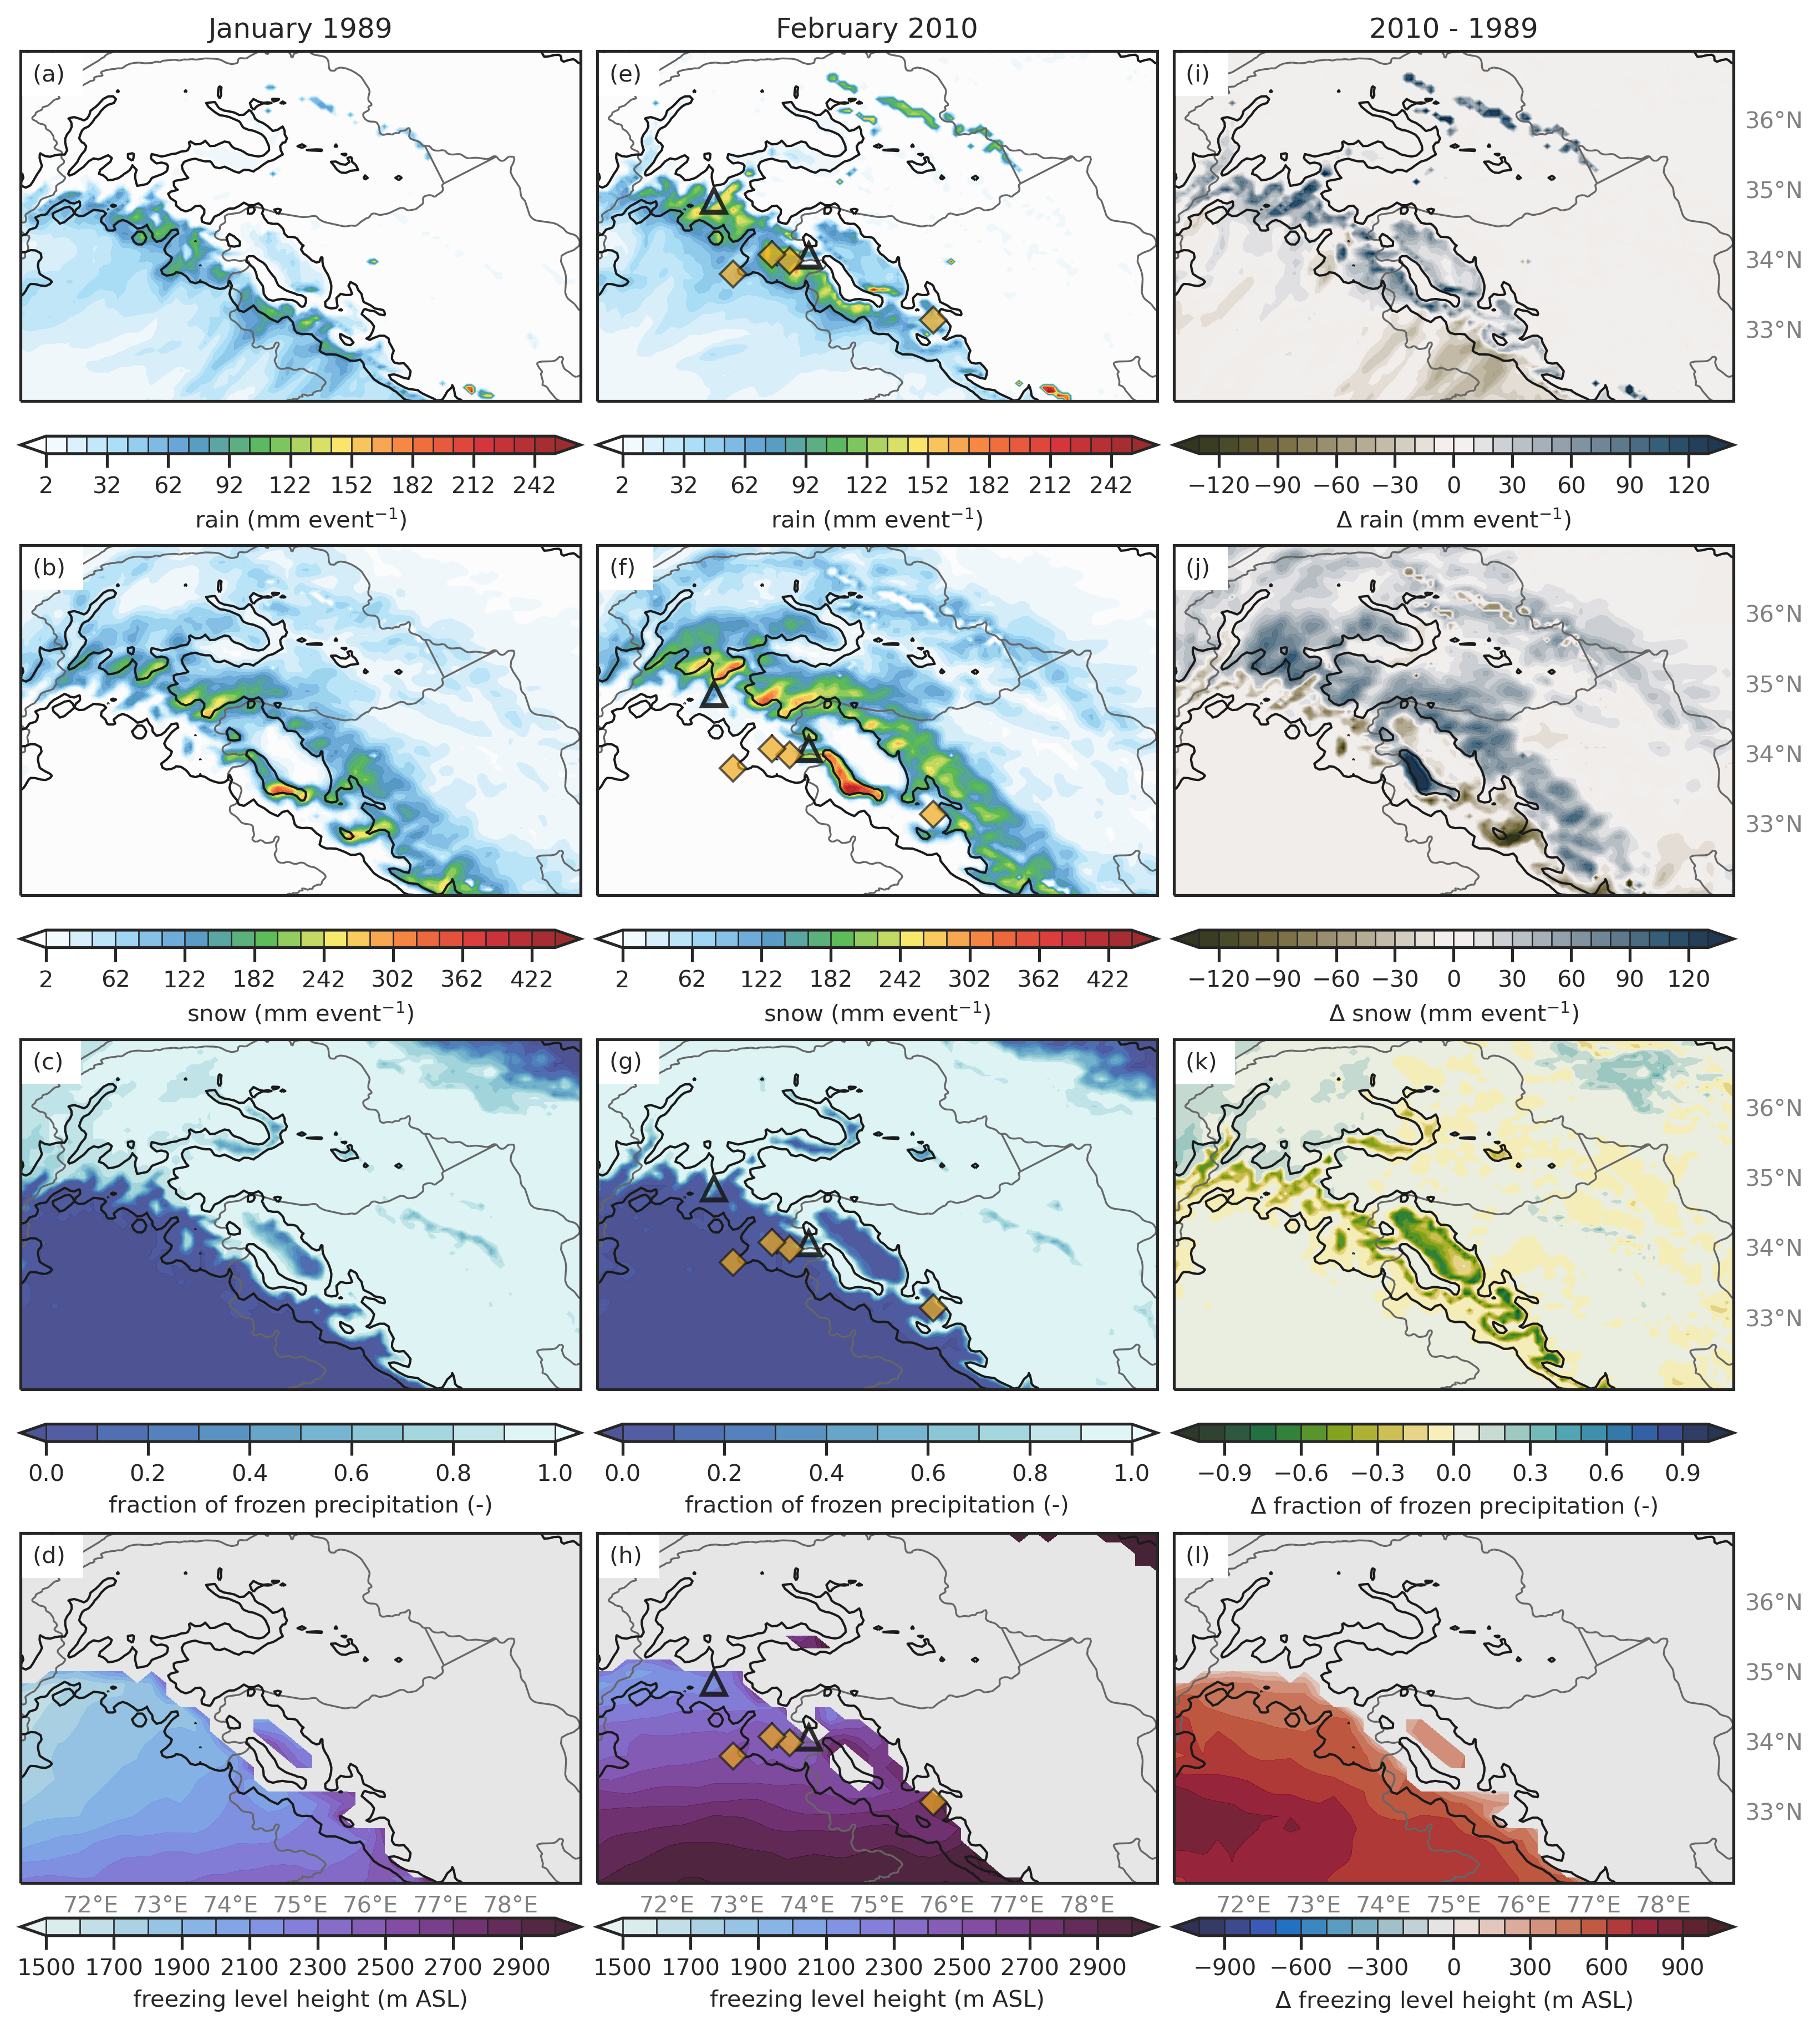 January 1989 February 2010 2010 - 1989
(a) (e) (i)
36°N
35°N
34°N
33°N
2 32 62 92 122 152 182 212 242 2 32 62 92 122 152 182 212 242 −120 −90 −60 −30 0 30 60 90 120
rain (mm event⁻¹) rain (mm event⁻¹) Δ rain (mm event⁻¹)
(b) (f) (j)
36°N
35°N
34°N
33°N
2 62 122 182 242 302 362 422 2 62 122 182 242 302 362 422 −120 −90 −60 −30 0 30 60 90 120
snow (mm event⁻¹) snow (mm event⁻¹) Δ snow (mm event⁻¹)
(c) (g) (k)
36°N
35°N
34°N
33°N
0.0 0.2 0.4 0.6 0.8 1.0 0.0 0.2 0.4 0.6 0.8 1.0 −0.9 −0.6 −0.3 0.0 0.3 0.6 0.9
fraction of frozen precipitation (-) fraction of frozen precipitation (-) Δ fraction of frozen precipitation (-)
(d) (h) (l)
36°N
35°N
34°N
33°N
72°E 73°E 74°E 75°E 76°E 77°E 78°E 72°E 73°E 74°E 75°E 76°E 77°E 78°E 72°E 73°E 74°E 75°E 76°E 77°E 78°E
1500 1700 1900 2100 2300 2500 2700 2900 1500 1700 1900 2100 2300 2500 2700 2900 −900 −600 −300 0 300 600 900
freezing level height (m ASL) freezing level height (m ASL) Δ freezing level height (m ASL)